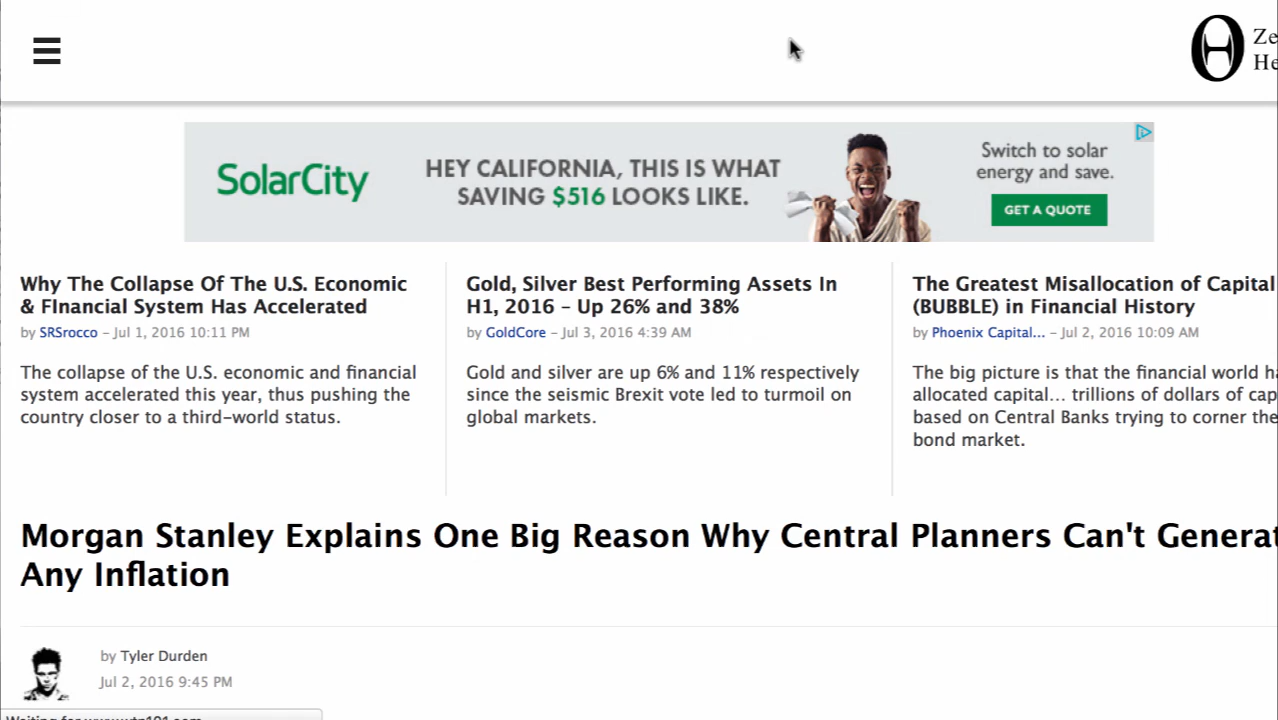 Ze
He
SolarCity
HEY CALIFORNIA, THIS IS WHAT
SAVING $516 LOOKS LIKE.
Switch to solar
energy and save.
GET A QUOTE
Why The Collapse Of The U.S. Economic
& FInancial System Has Accelerated
by SRSrocco – Jul 1, 2016 10:11 PM
The collapse of the U.S. economic and financial
system accelerated this year, thus pushing the
country closer to a third-world status.
Gold, Silver Best Performing Assets In
H1, 2016 – Up 26% and 38%
by GoldCore – Jul 3, 2016 4:39 AM
Gold and silver are up 6% and 11% respectively
since the seismic Brexit vote led to turmoil on
global markets.
The Greatest Misallocation of Capital
(BUBBLE) in Financial History
by Phoenix Capital... – Jul 2, 2016 10:09 AM
The big picture is that the financial world ha
allocated capital... trillions of dollars of cap
based on Central Banks trying to corner the
bond market.
Morgan Stanley Explains One Big Reason Why Central Planners Can't Generat
Any Inflation
by Tyler Durden
Jul 2, 2016 9:45 PM
Waiting for